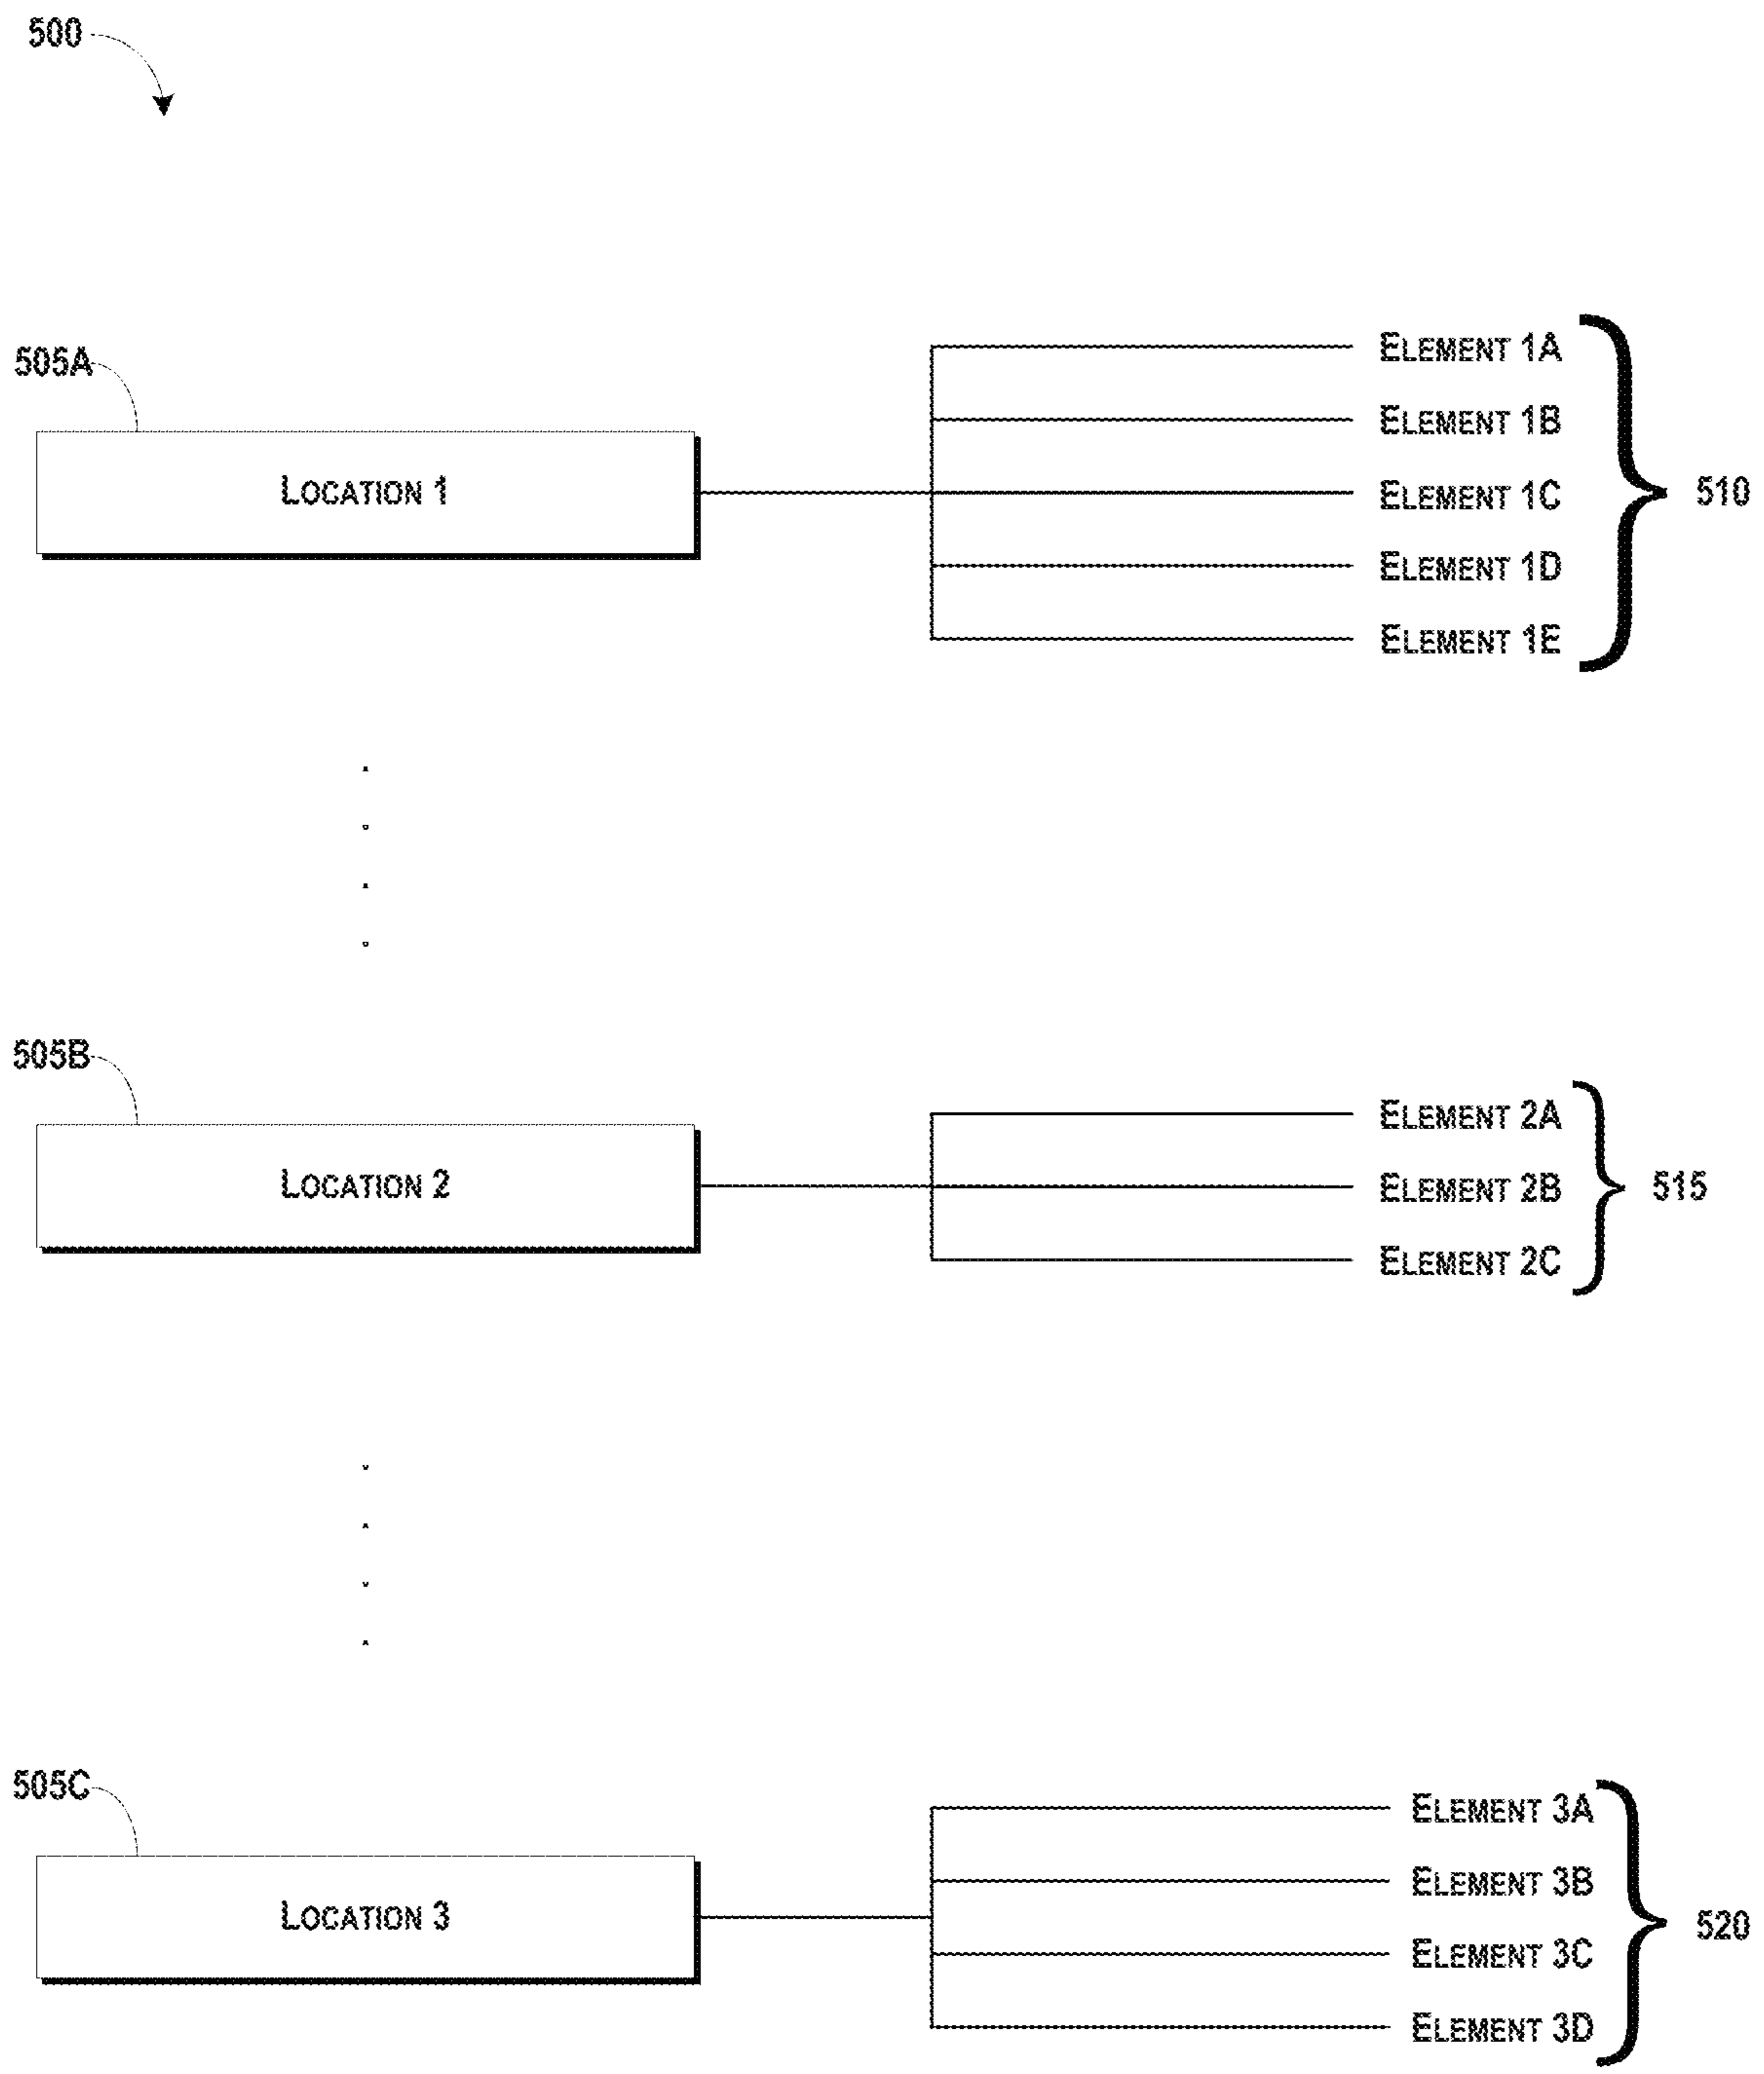 500
505A
LOCATION 1
ELEMENT 1A
ELEMENT 1B
ELEMENT 1C
ELEMENT 1D
ELEMENT 1E
510
505B
LOCATION 2
ELEMENT 2A
ELEMENT 2B
ELEMENT 2C
515
505C
LOCATION 3
ELEMENT 3A
ELEMENT 3B
ELEMENT 3C
ELEMENT 3D
520